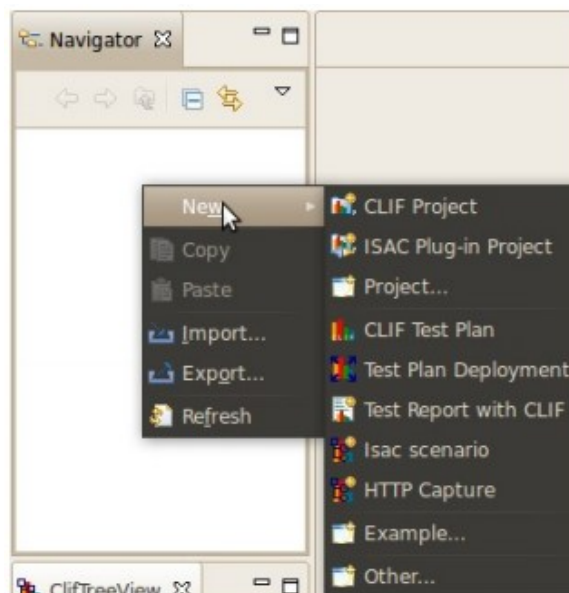 Navigator
New
Copy
Paste
Import...
Export...
Refresh
CLIF Project
ISAC Plug-in Project
Project...
CLIF Test Plan
Test Plan Deployment
Test Report with CLIF
Isac scenario
HTTP Capture
Example...
Other...
ClifTreeView